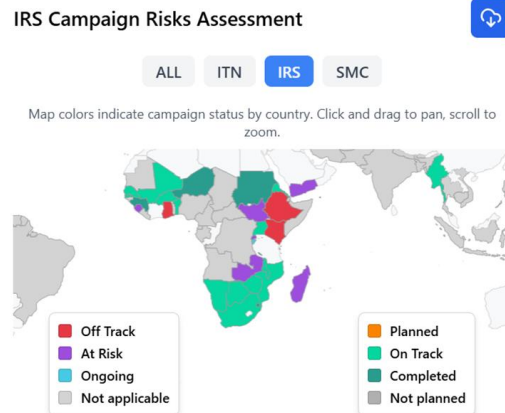 IRS Campaign Risks Assessment
ALL ITN IRS SMC
Map colors indicate campaign status by country. Click and drag to pan, scroll to
zoom.
Off Track
At Risk
Ongoing
Not applicable
Planned
On Track
Completed
Not planned